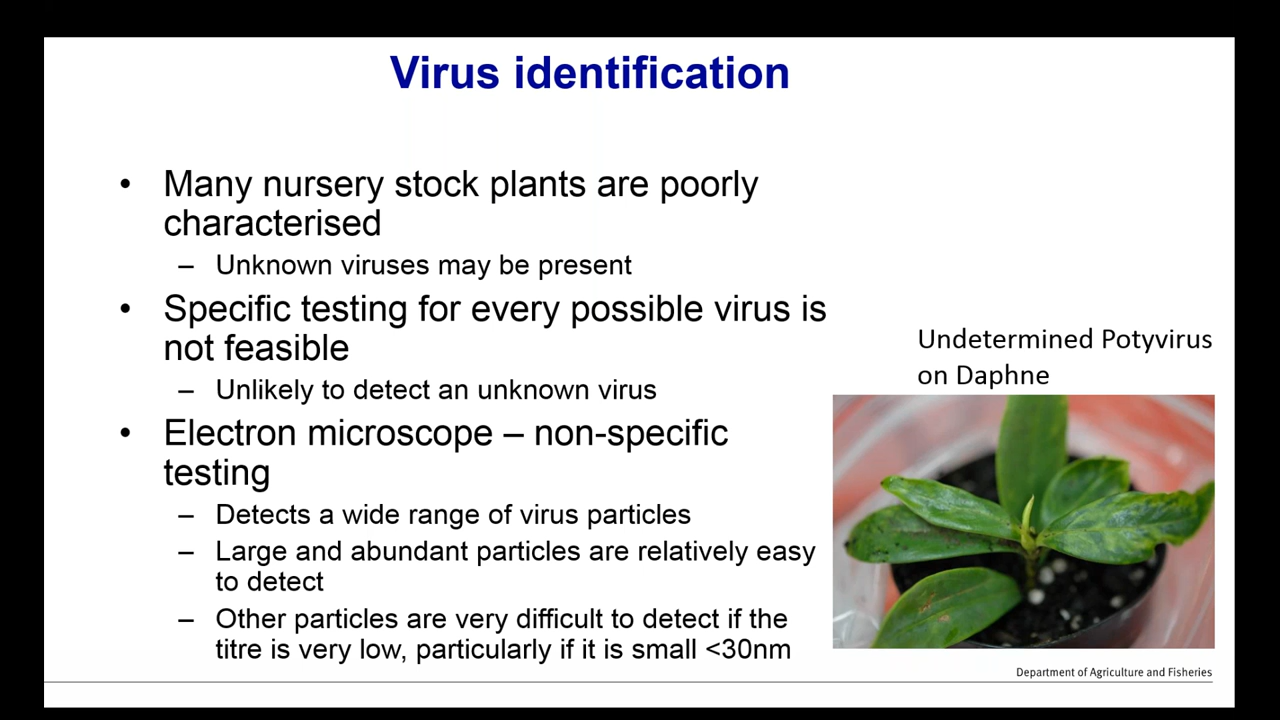 Virus identification
• Many nursery stock plants are poorly
characterised
– Unknown viruses may be present
• Specific testing for every possible virus is
not feasible
– Unlikely to detect an unknown virus
• Electron microscope – non-specific
testing
– Detects a wide range of virus particles
– Large and abundant particles are relatively easy
to detect
– Other particles are very difficult to detect if the
titre is very low, particularly if it is small <30nm
Undetermined Potyvirus
on Daphne
Department of Agriculture and Fisheries